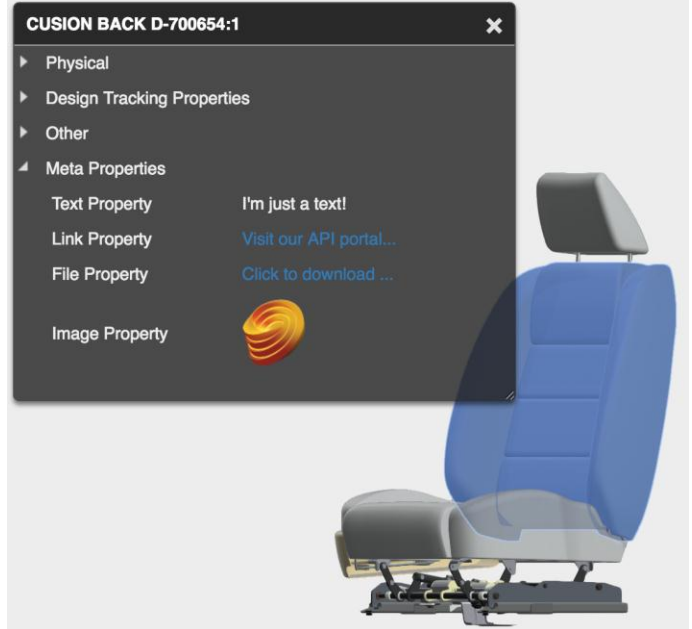 CUSION BACK D-700654:1
Physical
Design Tracking Properties
Other
Meta Properties
Text Property I'm just a text!
Link Property Visit our API portal...
File Property Click to download ...
Image Property